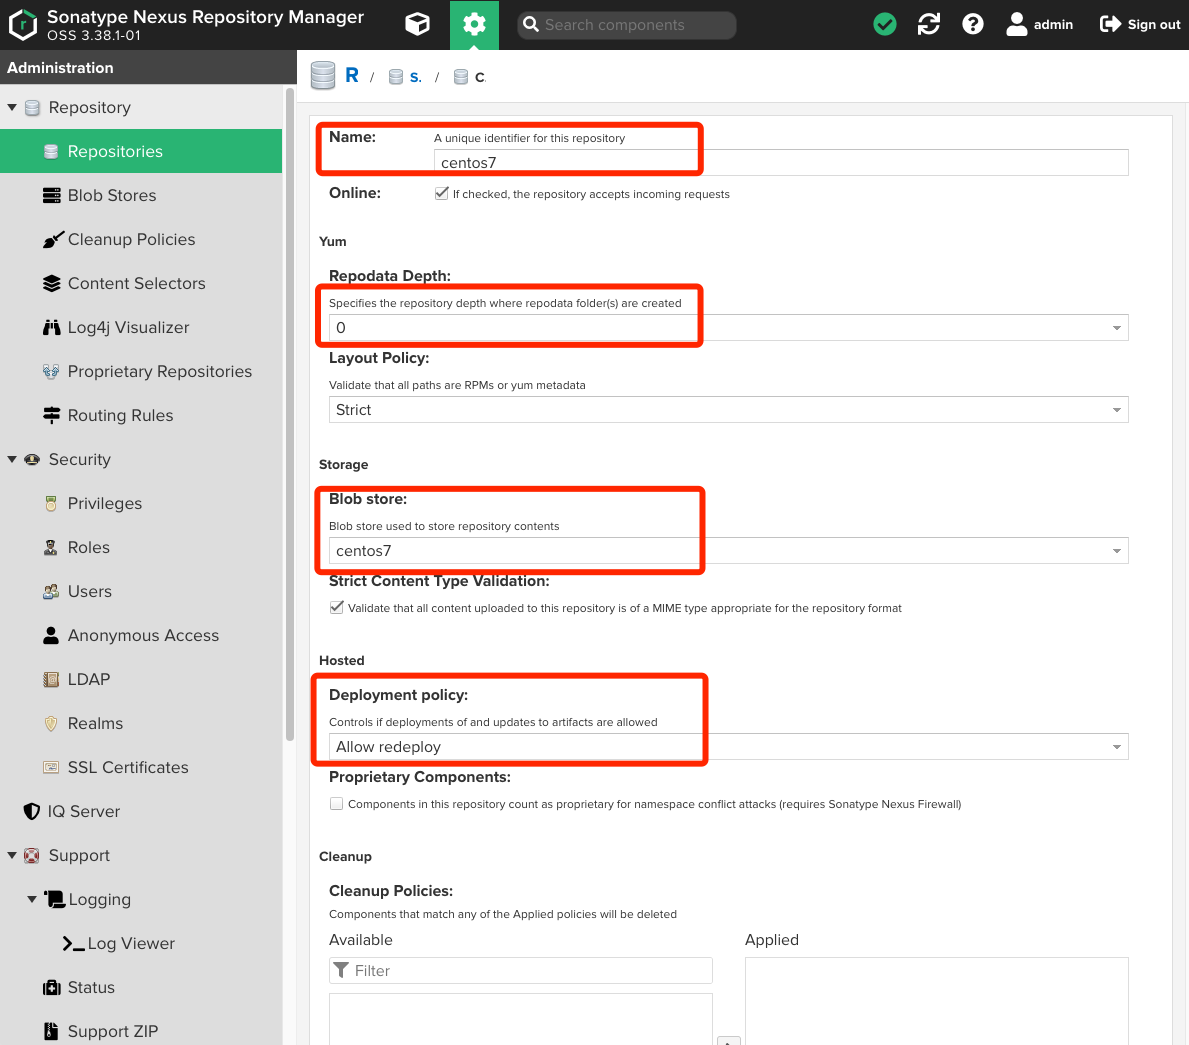 Sonatype Nexus Repository Manager
OSS 3.38.1-01
Search components
admin
Sign out
Administration
Repository
Repositories
Blob Stores
Cleanup Policies
Content Selectors
Log4j Visualizer
Proprietary Repositories
Routing Rules
Security
Privileges
Roles
Users
Anonymous Access
LDAP
Realms
SSL Certificates
IQ Server
Support
Logging
Log Viewer
Status
Support ZIP
R / S. / C
Name: A unique identifier for this repository
centos7
Online: If checked, the repository accepts incoming requests
Yum
Repodata Depth:
Specifies the repository depth where repodata folder(s) are created
0
Layout Policy:
Validate that all paths are RPMs or yum metadata
Strict
Storage
Blob store:
Blob store used to store repository contents
centos7
Strict Content Type Validation:
Validate that all content uploaded to this repository is of a MIME type appropriate for the repository format
Hosted
Deployment policy:
Controls if deployments of and updates to artifacts are allowed
Allow redeploy
Proprietary Components:
Components in this repository count as proprietary for namespace conflict attacks (requires Sonatype Nexus Firewall)
Cleanup
Cleanup Policies:
Components that match any of the Applied policies will be deleted
Available Applied
Filter